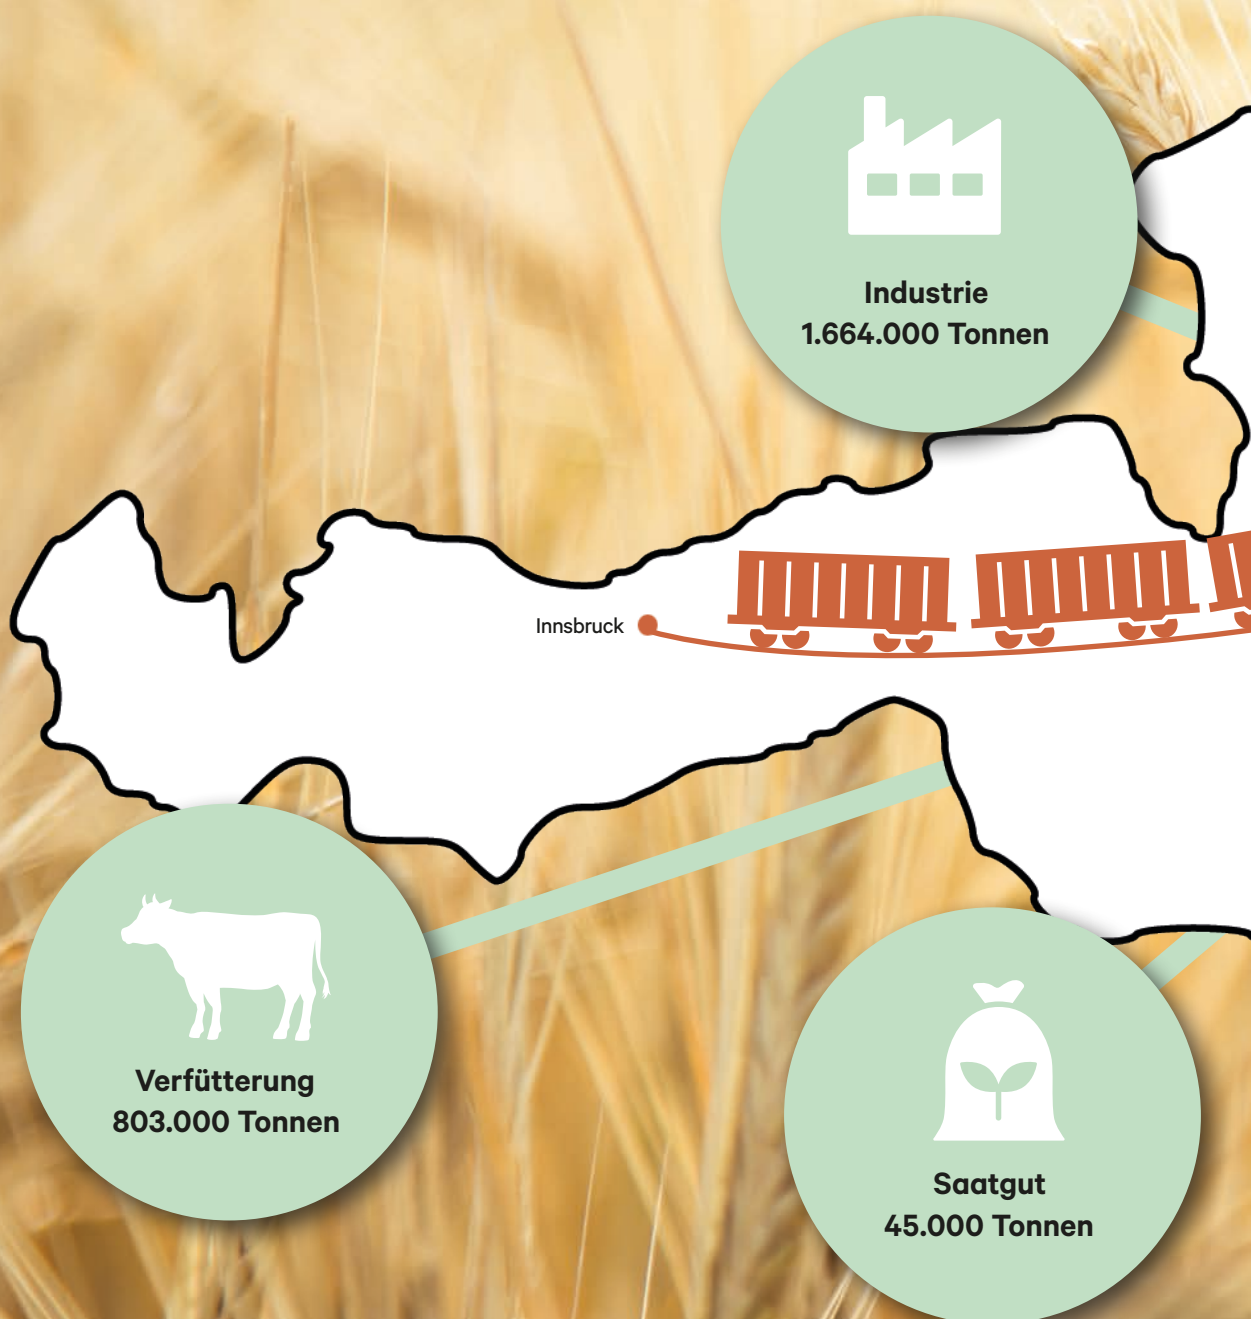 Industrie
1.664.000 Tonnen
Innsbruck
Verfütterung
803.000 Tonnen
Saatgut
45.000 Tonnen